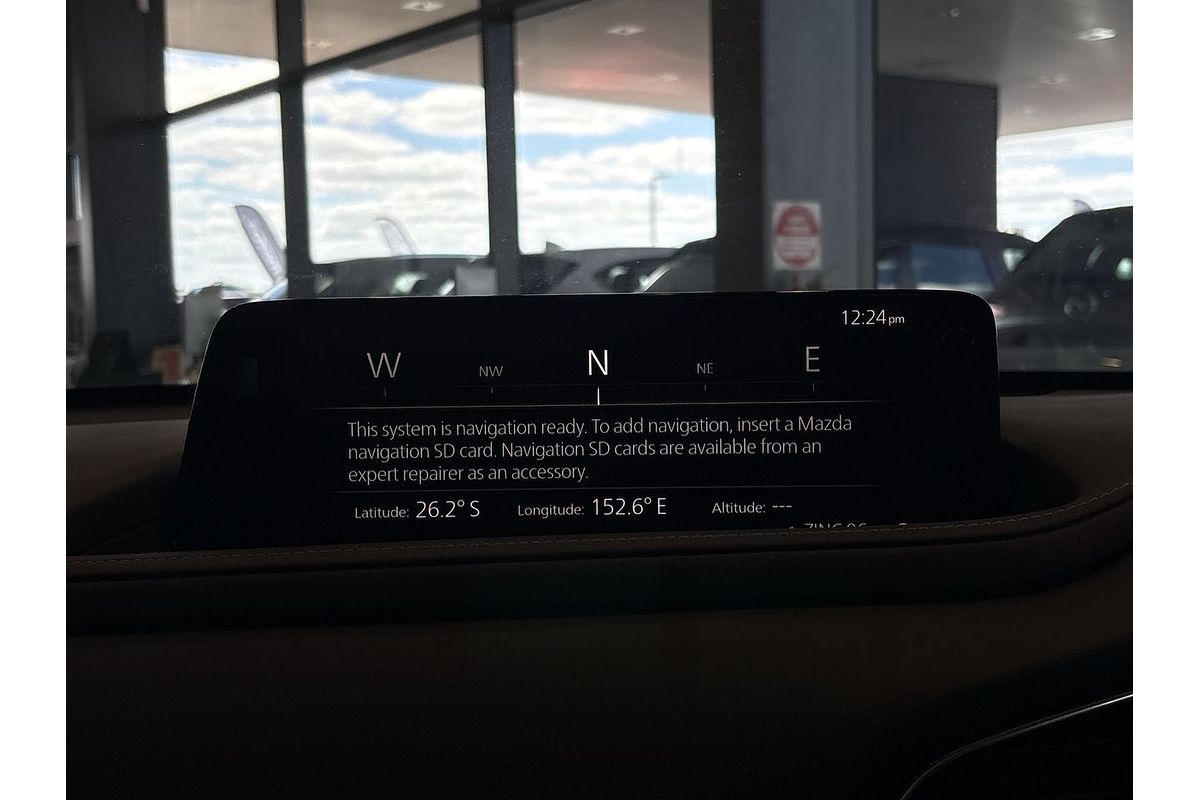 12:24pm
W NW N NE E
This system is navigation ready. To add navigation, insert a Mazda
navigation SD card. Navigation SD cards are available from an
expert repairer as an accessory.
Latitude: 26.2° S Longitude: 152.6° E Altitude: ---